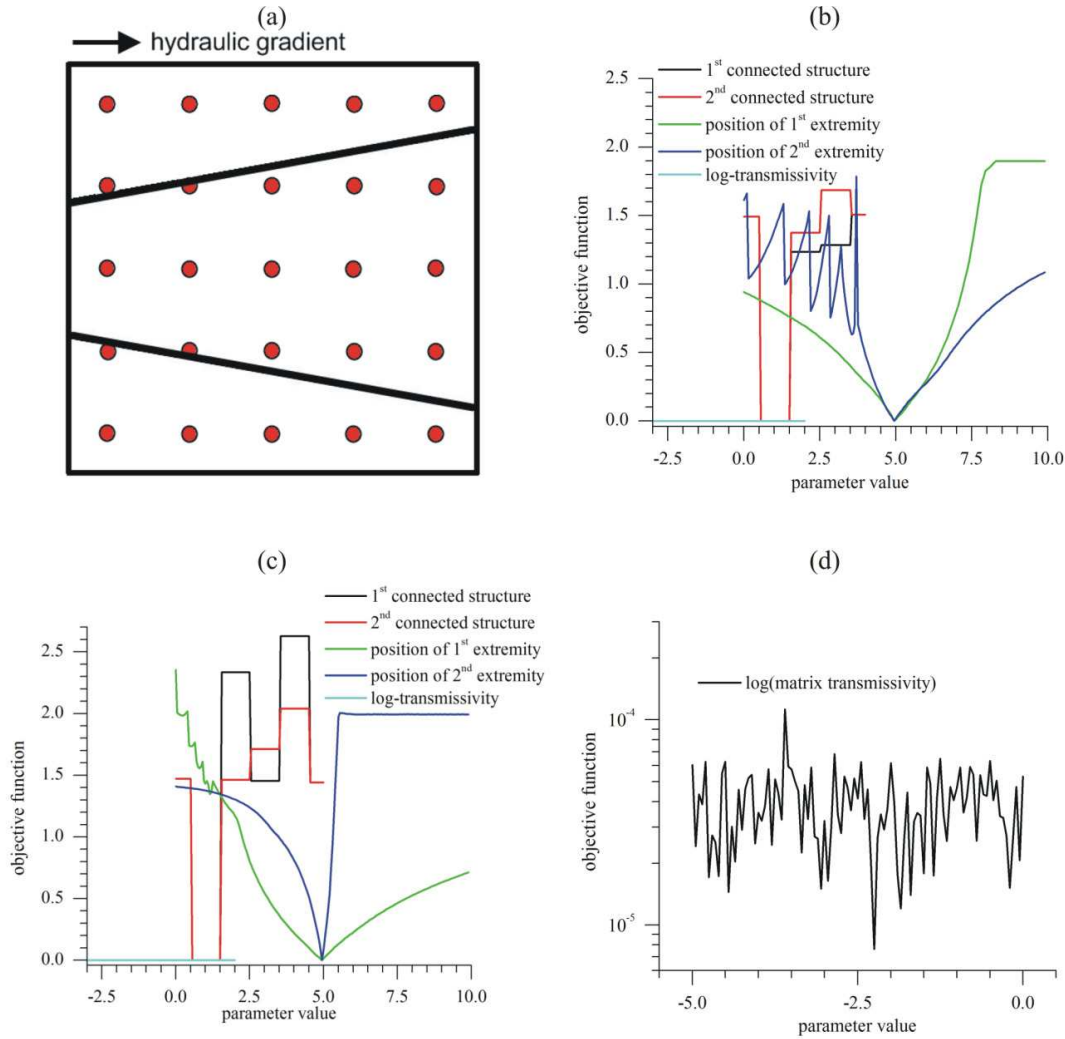 (a)
hydraulic gradient
(b)
1st connected structure
2nd connected structure
position of 1st extremity
position of 2nd extremity
log-transmissivity
objective function
2.5
2.0
1.5
1.0
0.5
0.0
-2.5 0.0 2.5 5.0 7.5 10.0
parameter value
(c)
1st connected structure
2nd connected structure
position of 1st extremity
position of 2nd extremity
log-transmissivity
objective function
2.5
2.0
1.5
1.0
0.5
0.0
-2.5 0.0 2.5 5.0 7.5 10.0
parameter value
(d)
log(matrix transmissivity)
objective function
10-4
10-5
-5.0 -2.5 0.0
parameter value